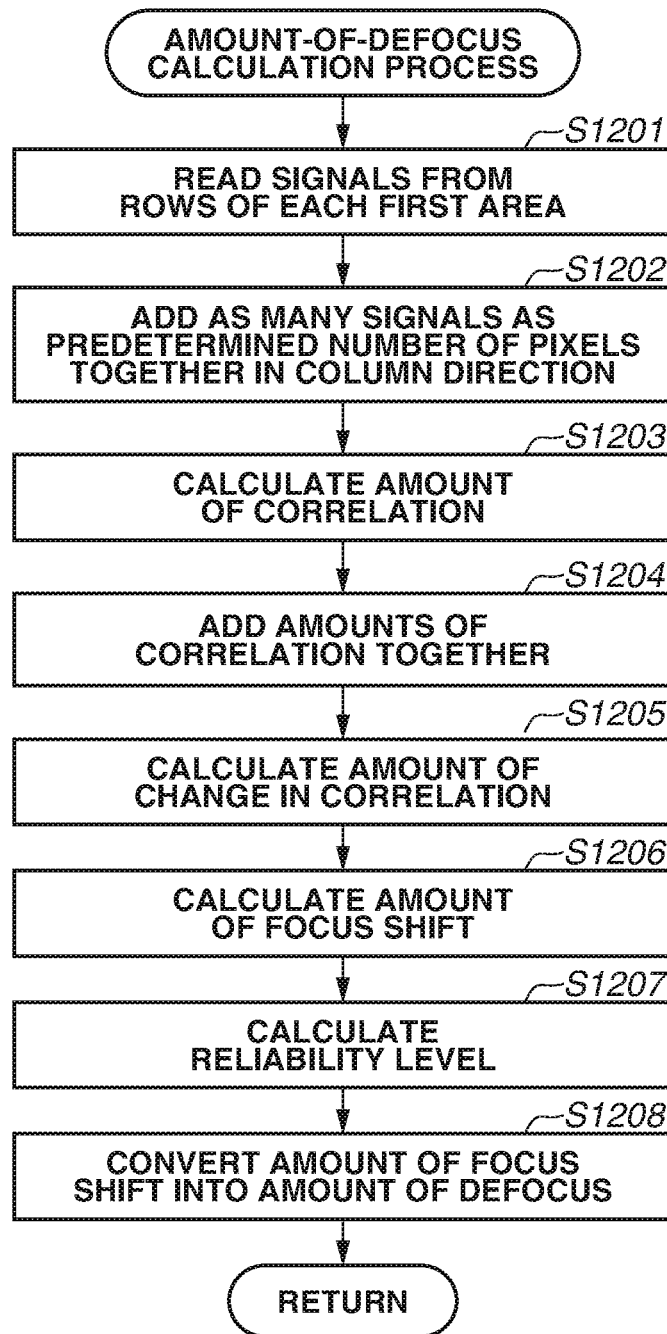 AMOUNT-OF-DEFOCUS
CALCULATION PROCESS
S1201
READ SIGNALS FROM
ROWS OF EACH FIRST AREA
S1202
ADD AS MANY SIGNALS AS
PREDETERMINED NUMBER OF PIXELS
TOGETHER IN COLUMN DIRECTION
S1203
CALCULATE AMOUNT
OF CORRELATION
S1204
ADD AMOUNTS OF
CORRELATION TOGETHER
S1205
CALCULATE AMOUNT OF
CHANGE IN CORRELATION
S1206
CALCULATE AMOUNT
OF FOCUS SHIFT
S1207
CALCULATE
RELIABILITY LEVEL
S1208
CONVERT AMOUNT OF FOCUS
SHIFT INTO AMOUNT OF DEFOCUS
RETURN